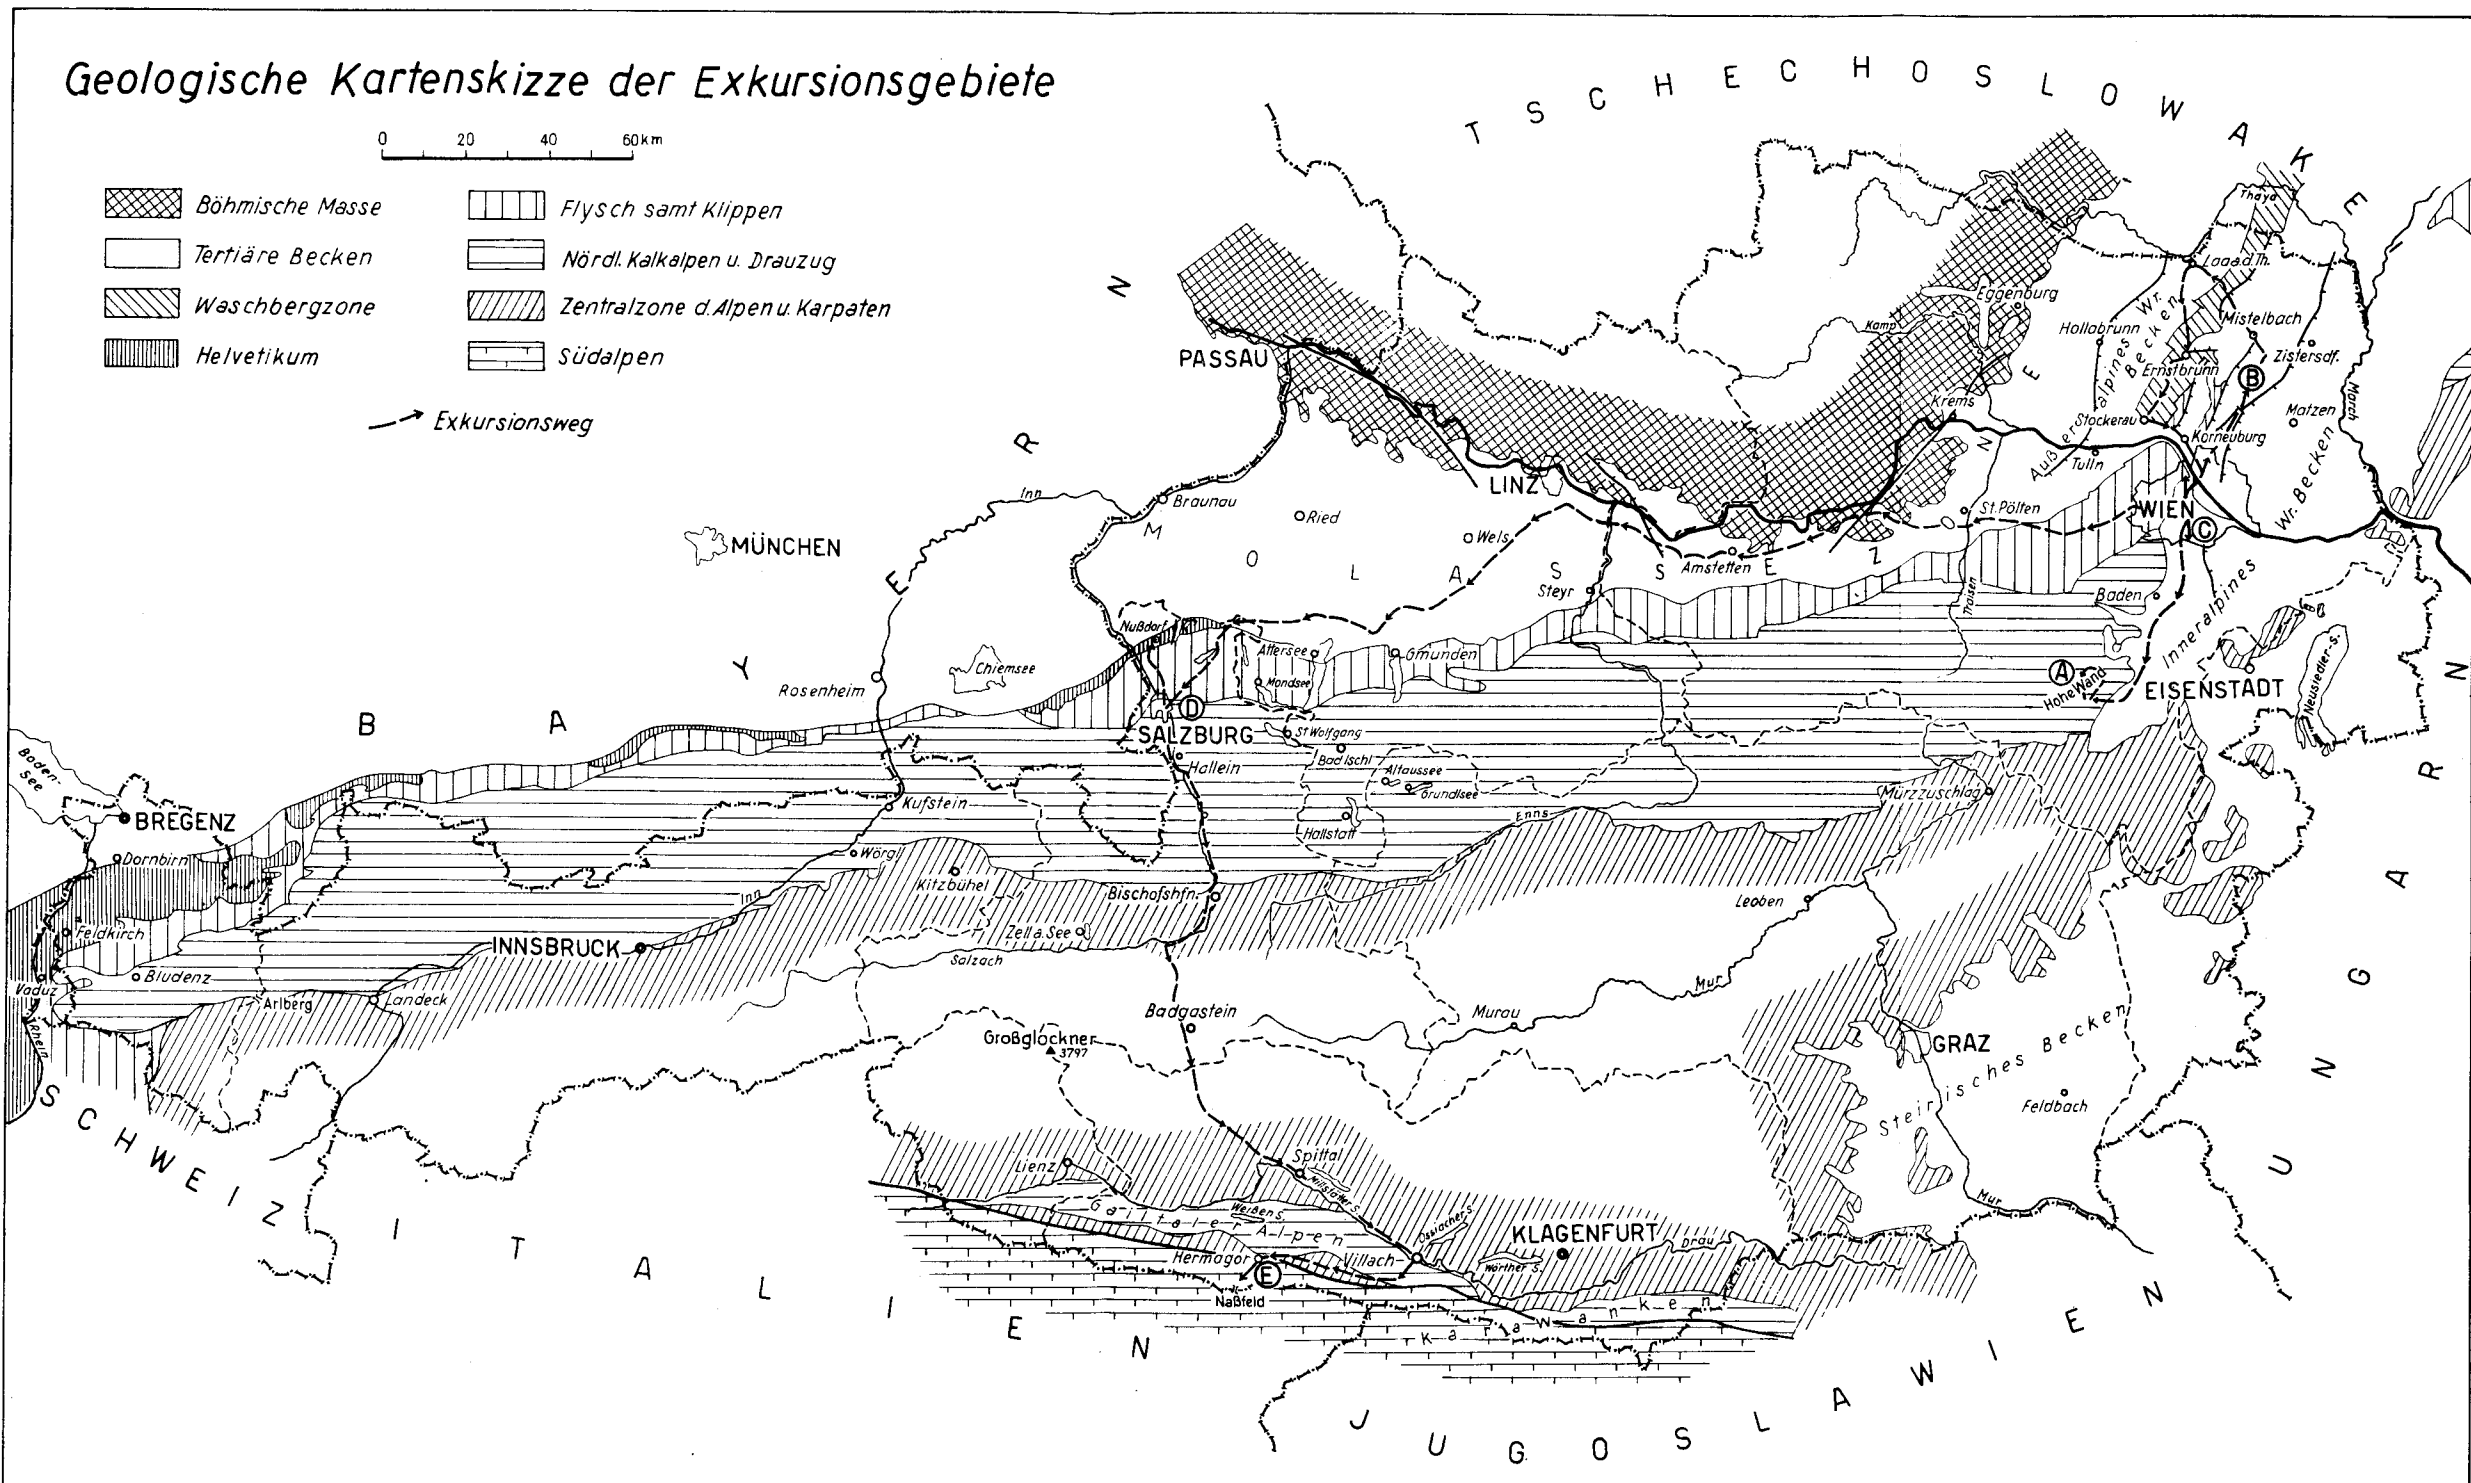 Geologische Kartenskizze der Exkursionsgebiete
0 20 40 60km
Böhmische Masse
Tertiäre Becken
Waschbergzone
Helvetikum
Flysch samt Klippen
Nördl. Kalkalpen u. Drauzug
Zentralzone d. Alpen u. Karpaten
Südalpen
Exkursionsweg
TSCHECHOSLOWAKEI
BAYERN
MOLASSEZONE
SCHWEIZ
ITALIEN
JUGOSLAWIEN
UNGARN
Thaya
Laa a.d.Th.
Eggenburg
Kamp
Hollabrunn
Mistelbach
Zistersdf.
Ernstbrunn
B
Matzen
March
Krems
Stockerau
Korneuburg
Tulln
Außeralpines Wr. Becken
Wr. Becken
Inneralpines
PASSAU
LINZ
WIEN
C
St. Pölten
Inn
Braunau
Ried
Wels
Amstetten
Steyr
Traisen
Baden
MÜNCHEN
Nußdorf
Attersee
Gmunden
Mondsee
Chiemsee
Rosenheim
A
Hohe Wand
EISENSTADT
Neusiedler-s.
D
SALZBURG
St Wolfgang
Bad Ischl
Hallein
Altaussee
Grundlsee
Hallstatt
Enns
Mürzzuschlag
Boden-
See
BREGENZ
Dornbirn
Kufstein
Wörgl
Kitzbühel
Inn
Bischofshfn.
Leoben
Feldkirch
INNSBRUCK
Zell a. See
Salzach
Bludenz
Vaduz
Rhein
Arlberg
Landeck
Mur
Badgastein
Murau
Großglockner
3797
GRAZ
Steirisches Becken
Feldbach
Lienz
Spittal
Millstätter s.
Gailtaler Alpen
Weißen s.
Ossiacher s.
Hermagor
Villach
E
Naßfeld
KLAGENFURT
Wörther s.
Drau
Mur
Karawanken